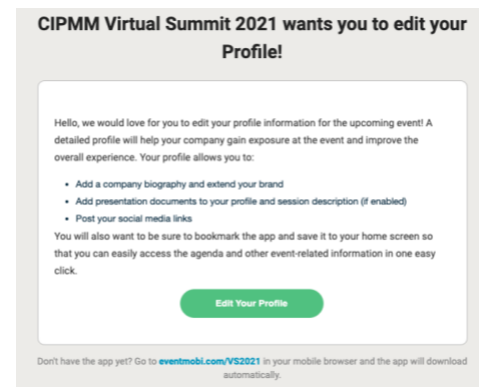 CIPMM Virtual Summit 2021 wants you to edit your
Profile!
Hello, we would love for you to edit your profile information for the upcoming event! A
detailed profile will help your company gain exposure at the event and improve the
overall experience. Your profile allows you to:
• Add a company biography and extend your brand
• Add presentation documents to your profile and session description (if enabled)
• Post your social media links
You will also want to be sure to bookmark the app and save it to your home screen so
that you can easily access the agenda and other event-related information in one easy
click.
Edit Your Profile
Don't have the app yet? Go to eventmobi.com/VS2021 in your mobile browser and the app will download
automatically.